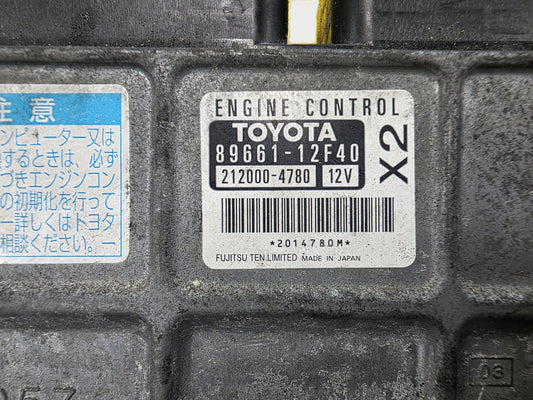 注意
ンピューター又は
するときは、必ず
づきエンジンコン
の初期化を行って
ー詳しくはトヨタ
相談ください。ー
ENGINE CONTROL
TOYOTA
89661-12F40
212000-4780 12V
X2
*2014780M*
FUJITSU TEN LIMITED MADE IN JAPAN
03